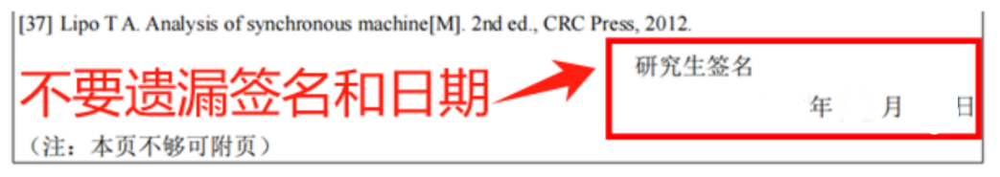 [37] Lipo T A. Analysis of synchronous machine[M]. 2nd ed., CRC Press, 2012.
研究生签名
不要遗漏签名和日期
年 月 日
（注：本页不够可附页）